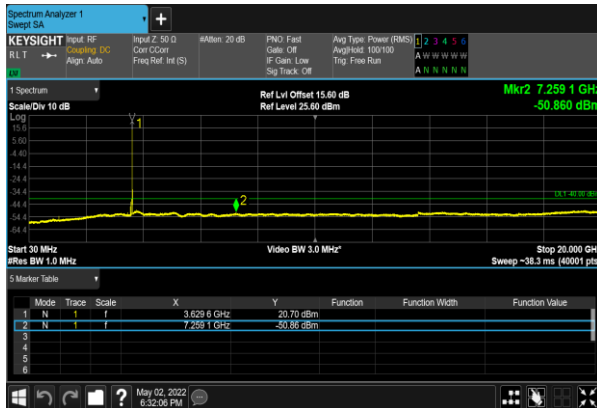 Spectrum Analyzer 1
Swept SA
+
KEYSIGHT Input: RF Input Z: 50 Ω #Atten: 20 dB PNO: Fast Avg Type: Power (RMS) 1 2 3 4 5 6
RLT Coupling: DC Corr CCorr Gate: Off Avg|Hold: 100/100 A W W W W W
Align: Auto Freq Ref: Int (S) IF Gain: Low Trig: Free Run A N N N N N
Sig Track: Off
1 Spectrum Ref Lvl Offset 15.60 dB Mkr2 7.259 1 GHz
Scale/Div 10 dB Ref Level 25.60 dBm -50.860 dBm
Log
15.6
5.60
-4.40
-14.4
-24.4
-34.4
-44.4
-54.4
-64.4
1
2
DL1 -40.00 dBm
Start 30 MHz Video BW 3.0 MHz* Stop 20.000 GH
#Res BW 1.0 MHz Sweep ~38.3 ms (40001 pts
5 Marker Table
Mode Trace Scale X Y Function Function Width Function Value
1 N 1 f 3.629 6 GHz 20.70 dBm
2 N 1 f 7.259 1 GHz -50.86 dBm
3
4
5
6
? May 02, 2022
6:32:06 PM